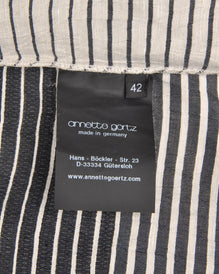 42
annette görtz
made in germany
Hans - Böckler - Str. 23
D-33334 Gütersloh
www.annettegoertz.com